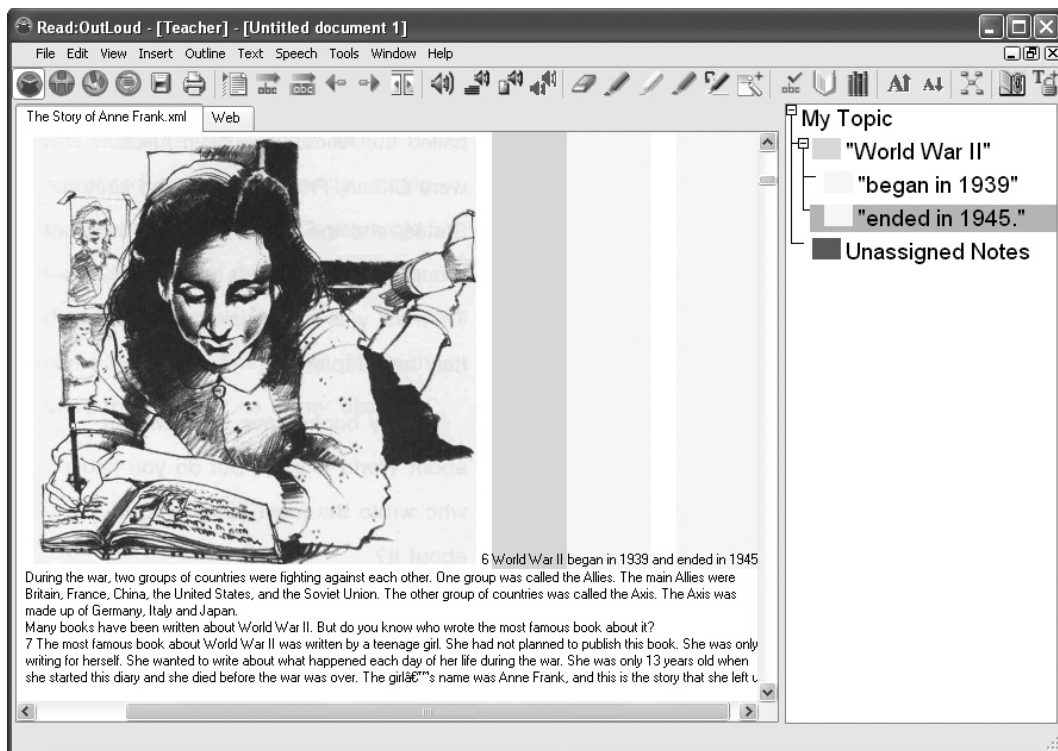 Read:OutLoud - [Teacher] - [Untitled document 1]
File Edit View Insert Outline Text Speech Tools Window Help
abc abc abc A A T
The Story of Anne Frank.xml Web
My Topic
"World War II"
"began in 1939"
"ended in 1945."
Unassigned Notes
about it?
6 World War II began in 1939 and ended in 1945
During the war, two groups of countries were fighting against each other. One group was called the Allies. The main Allies were
Britain, France, China, the United States, and the Soviet Union. The other group of countries was called the Axis. The Axis was
made up of Germany, Italy and Japan.
Many books have been written about World War II. But do you know who wrote the most famous book about it?
7 The most famous book about World War II was written by a teenage girl. She had not planned to publish this book. She was only
writing for herself. She wanted to write about what happened each day of her life during the war. She was only 13 years old when
she started this diary and she died before the war was over. The girlâ€™s name was Anne Frank, and this is the story that she left u